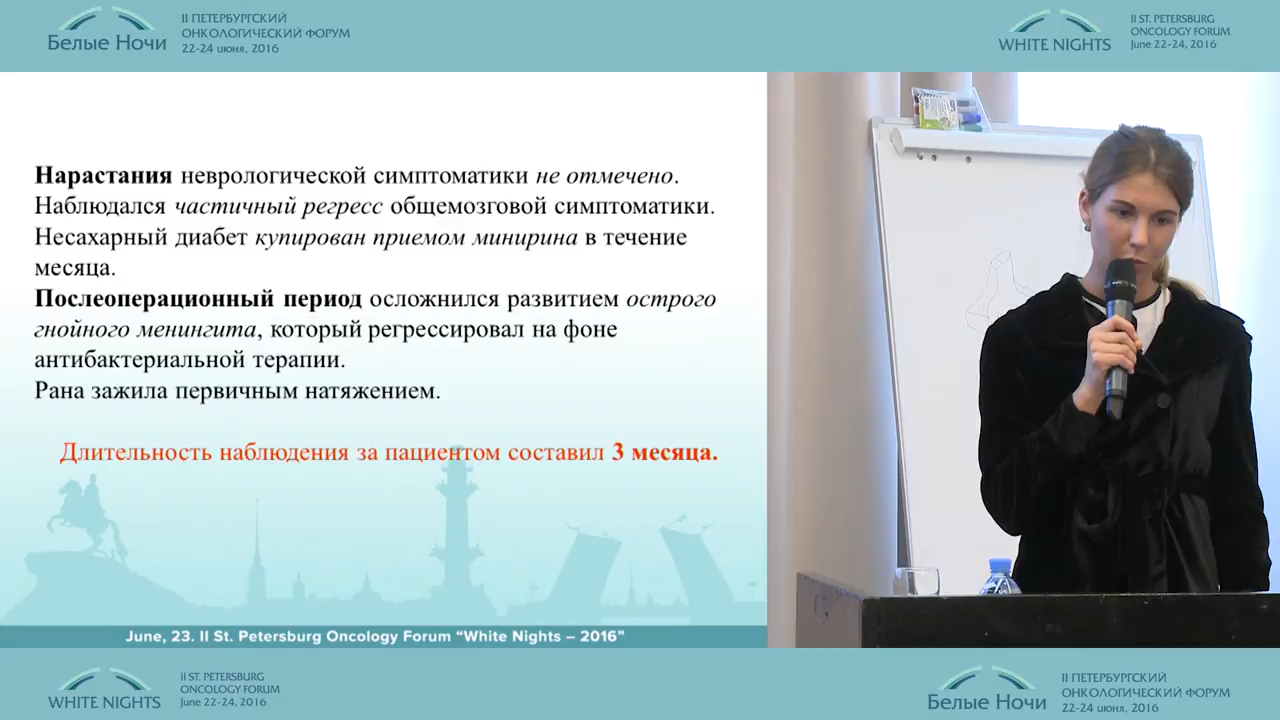 Белые Ночи
II ПЕТЕРБУРГСКИЙ
ОНКОЛОГИЧЕСКИЙ ФОРУМ
22-24 июня, 2016
WHITE NIGHTS
II ST. PETERSBURG
ONCOLOGY FORUM
June 22-24, 2016
Нарастания неврологической симптоматики не отмечено.
Наблюдался частичный регресс общемозговой симптоматики.
Несахарный диабет купирован приемом минирина в течение
месяца.
Послеоперационный период осложнился развитием острого
гнойного менингита, который регрессировал на фоне
антибактериальной терапии.
Рана зажила первичным натяжением.
Длительность наблюдения за пациентом составил 3 месяца.
June, 23. II St. Petersburg Oncology Forum “White Nights – 2016”
WHITE NIGHTS
II ST. PETERSBURG
ONCOLOGY FORUM
June 22-24, 2016
Белые Ночи
II ПЕТЕРБУРГСКИЙ
ОНКОЛОГИЧЕСКИЙ ФОРУМ
22-24 июня, 2016